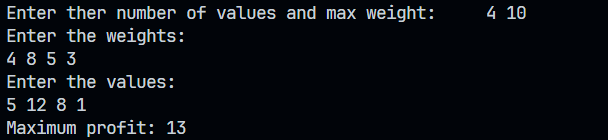 Enter ther number of values and max weight:     4 10
Enter the weights:
4 8 5 3
Enter the values:
5 12 8 1
Maximum profit: 13